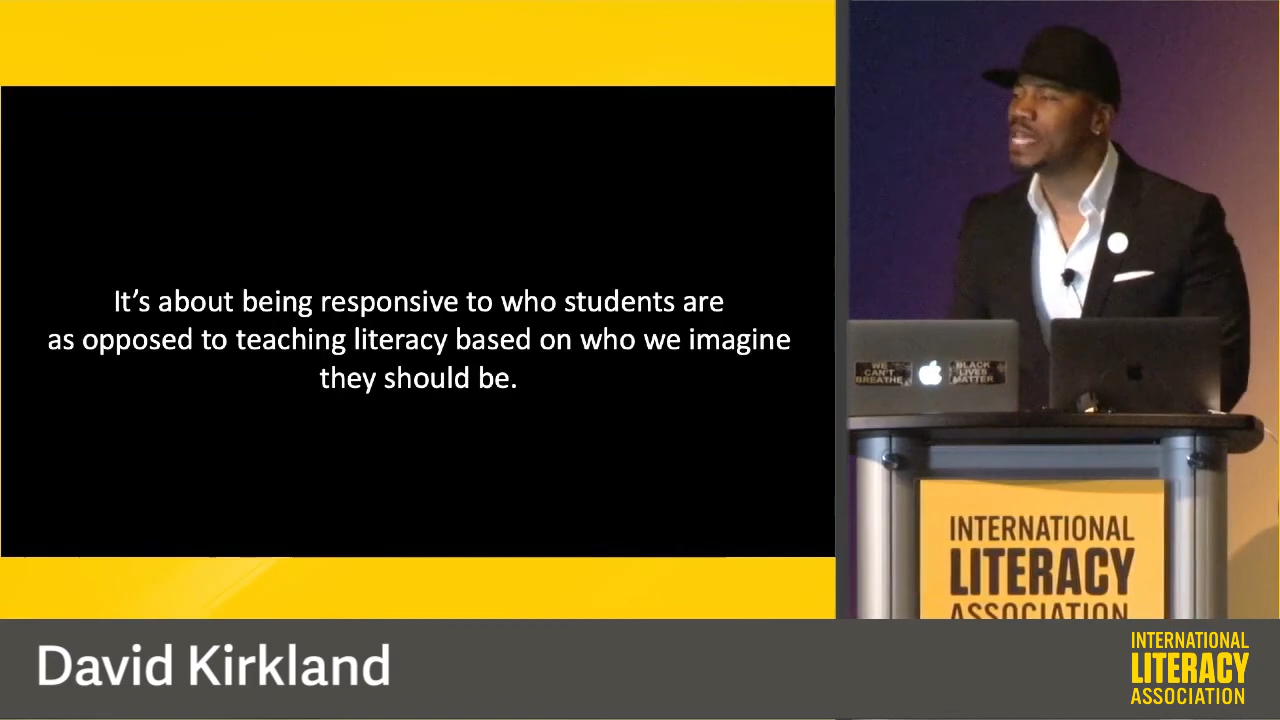 It’s about being responsive to who students are
as opposed to teaching literacy based on who we imagine
they should be.
WE
CAN'T
BREATHE
BLACK
LIVES
MATTER
INTERNATIONAL
LITERACY
ASSOCIATION
David Kirkland
INTERNATIONAL
LITERACY
ASSOCIATION